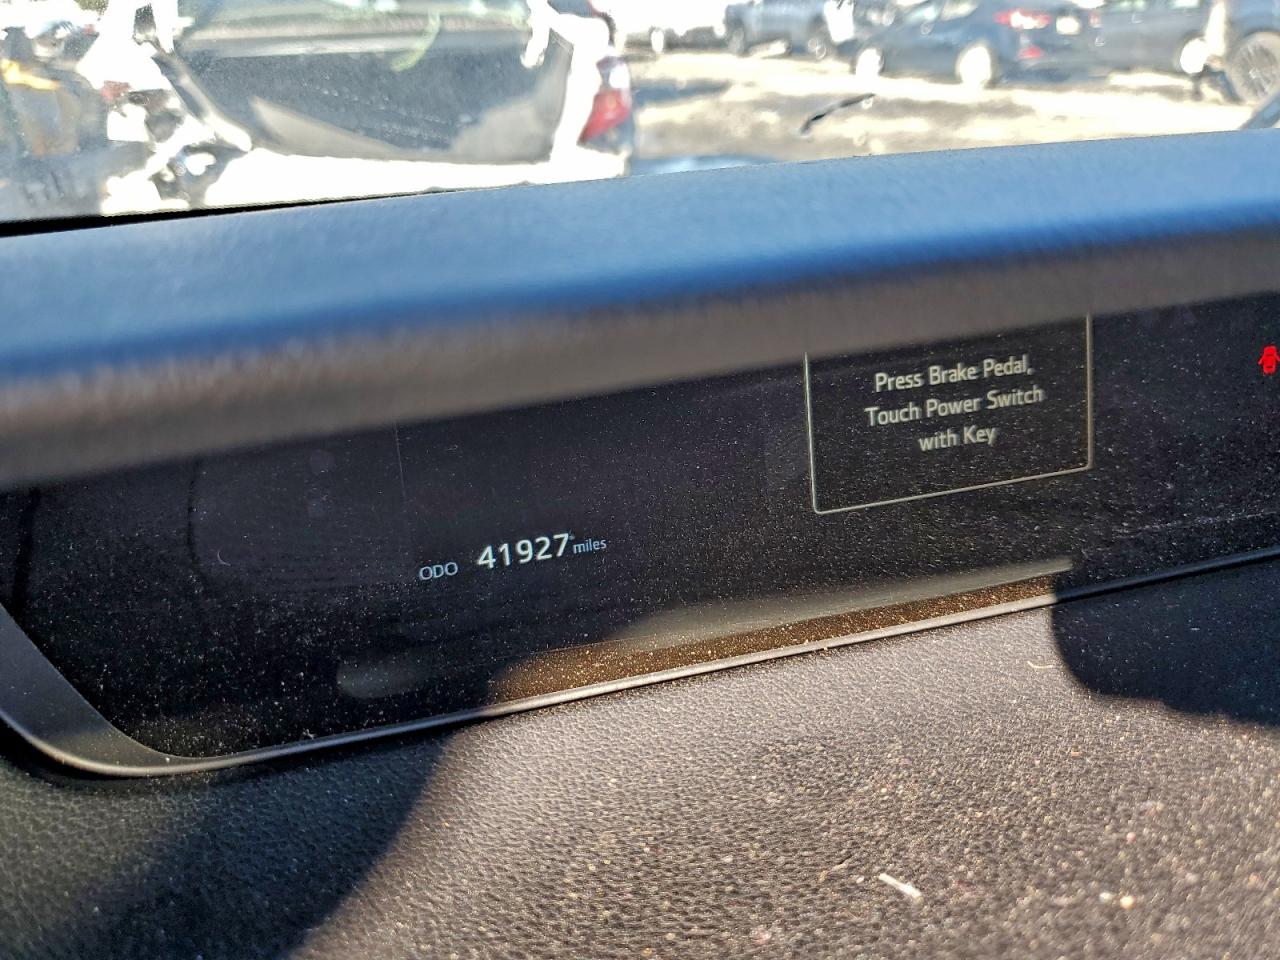 Press Brake Pedal,
Touch Power Switch
with Key
ODO 41927 miles